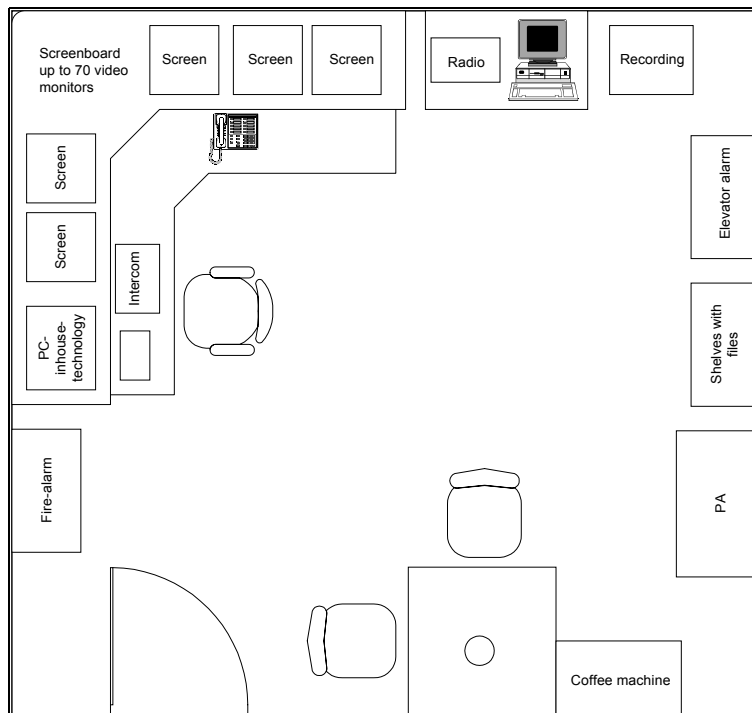 Screenboard
up to 70 video
monitors
Screen
Screen
Screen
Radio
Recording
Screen
Screen
PC-
inhouse-
technology
Intercom
Elevator alarm
Shelves with
files
Fire-alarm
PA
Coffee machine